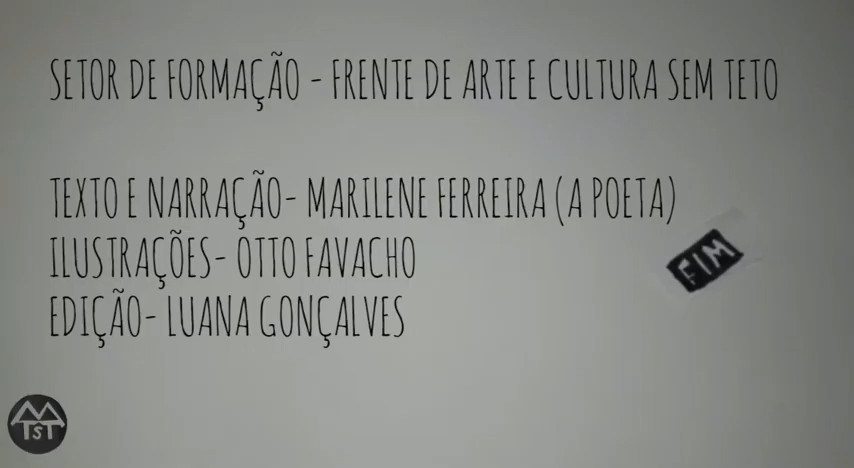 SETOR DE FORMAÇÃO - FRENTE DE ARTE E CULTURA SEM TETO
TEXTO E NARRAÇÃO- MARILENE FERREIRA (A POETA)
ILUSTRAÇÕES- OTTO FAVACHO
EDIÇÃO- LUANA GONÇALVES
FIM
MTST